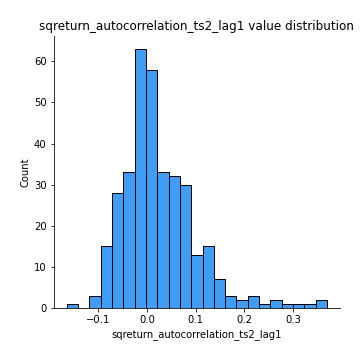 sqreturn_autocorrelation_ts2_lag1 value distribution
60
50
40
30
20
10
0
Count
−0.1 0.0 0.1 0.2 0.3
sqreturn_autocorrelation_ts2_lag1